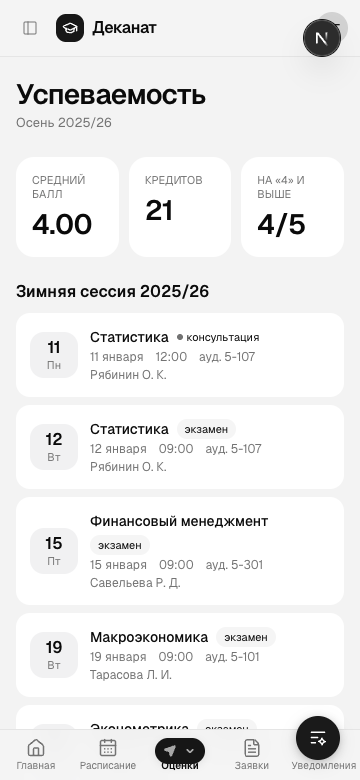 Деканат
N
Успеваемость
Осень 2025/26
СРЕДНИЙ
БАЛЛ
4.00
КРЕДИТОВ
21
НА «4» И
ВЫШЕ
4/5
Зимняя сессия 2025/26
11
Пн
Статистика консультация
11 января 12:00 ауд. 5-107
Рябинин О. К.
12
Вт
Статистика экзамен
12 января 09:00 ауд. 5-107
Рябинин О. К.
15
Пт
Финансовый менеджмент
экзамен
15 января 09:00 ауд. 5-301
Савельева Р. Д.
19
Вт
Макроэкономика экзамен
19 января 09:00 ауд. 5-101
Тарасова Л. И.
Эконометрика экзамен
Главная
Расписание
Оценки
Заявки
Уведомления